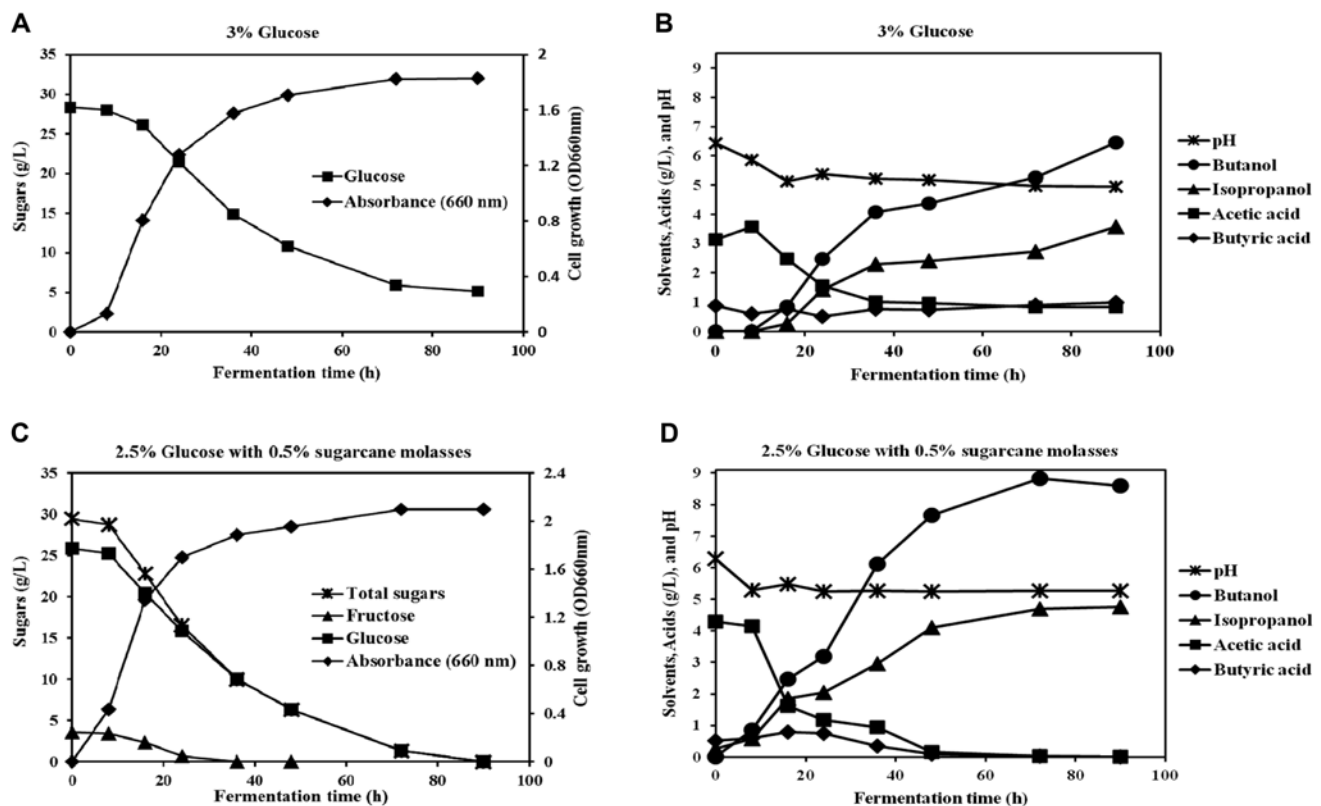 A
3% Glucose
35
30
25
20
15
10
5
0
Sugars (g/L)
2
1.6
1.2
0.8
0.4
0
Cell growth (OD660nm)
Glucose
Absorbance (660 nm)
0 20 40 60 80 100
Fermentation time (h)
B
3% Glucose
9
8
7
6
5
4
3
2
1
0
Solvents, Acids (g/L), and pH
pH
Butanol
Isopropanol
Acetic acid
Butyric acid
0 20 40 60 80 100
Fermentation time (h)
C
2.5% Glucose with 0.5% sugarcane molasses
35
30
25
20
15
10
5
0
Sugars (g/L)
2.4
2
1.6
1.2
0.8
0.4
0
Cell growth (OD660nm)
Total sugars
Fructose
Glucose
Absorbance (660 nm)
0 20 40 60 80 100
Fermentation time (h)
D
2.5% Glucose with 0.5% sugarcane molasses
9
8
7
6
5
4
3
2
1
0
Solvents, Acids (g/L), and pH
pH
Butanol
Isopropanol
Acetic acid
Butyric acid
0 20 40 60 80 100
Fermentation time (h)